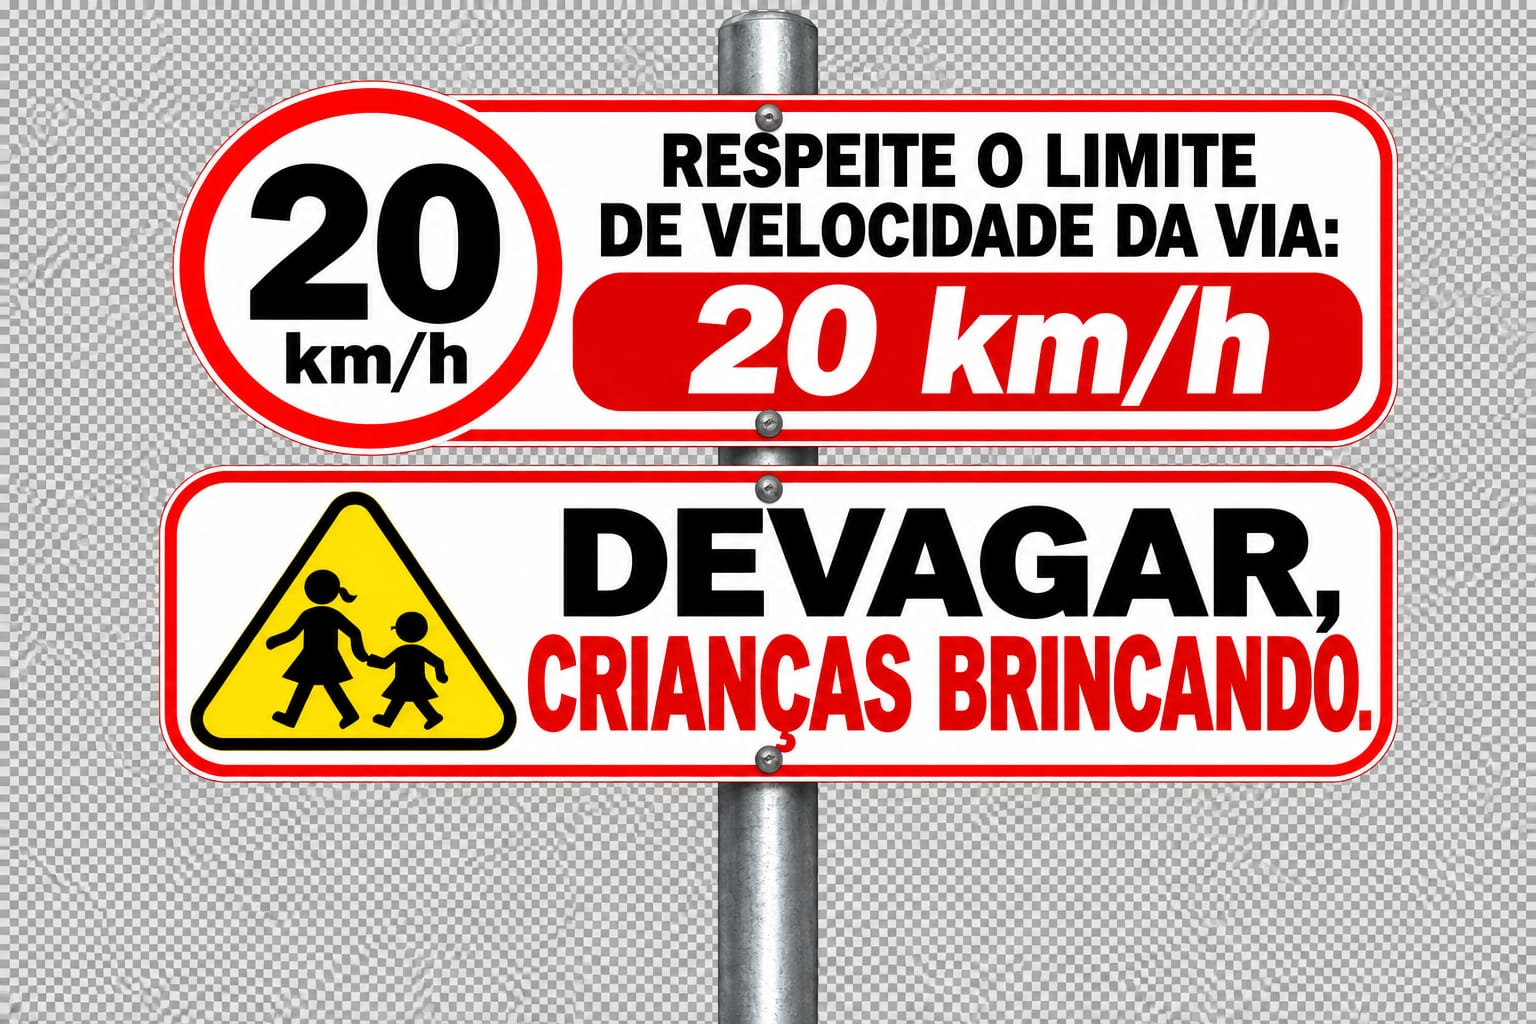 20
km/h
RESPEITE O LIMITE
DE VELOCIDADE DA VIA:
20 km/h
DEVAGAR,
CRIANÇAS BRINCANDO.